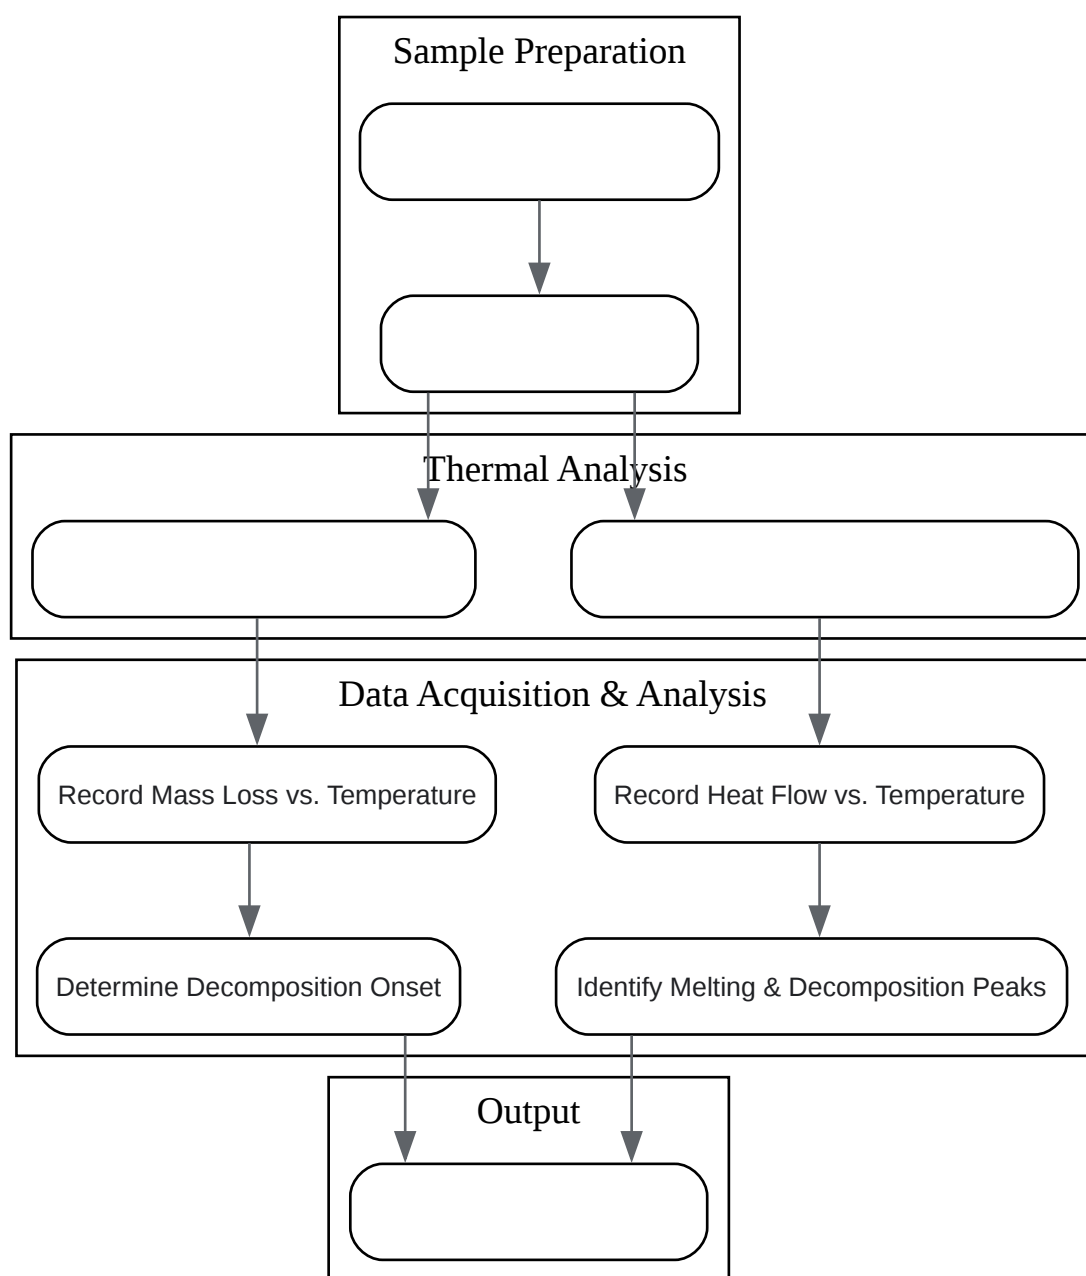 Sample Preparation
Thermal Analysis
Data Acquisition & Analysis
Record Mass Loss vs. Temperature
Record Heat Flow vs. Temperature
Determine Decomposition Onset
Identify Melting & Decomposition Peaks
Output